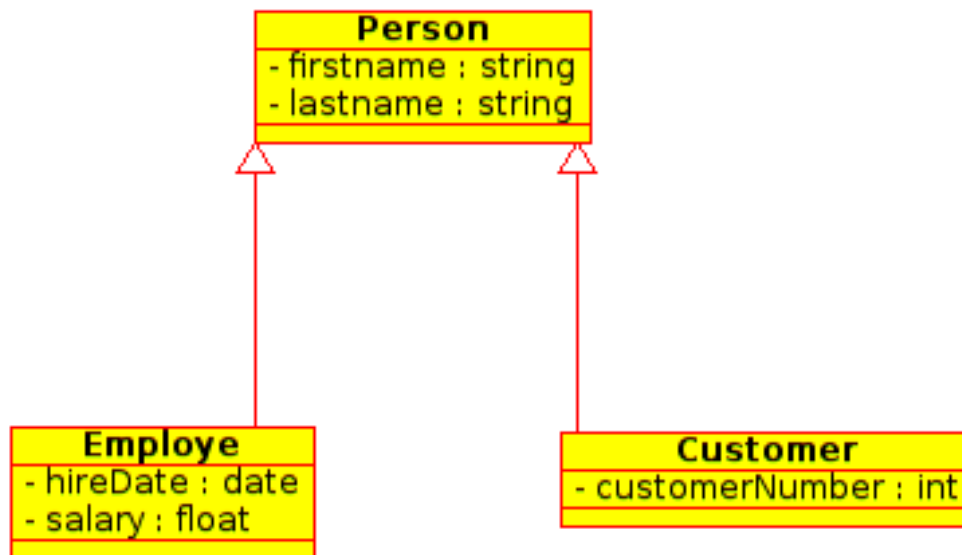 Person
- firstname : string
- lastname : string
Employe
- hireDate : date
- salary : float
Customer
- customerNumber : int